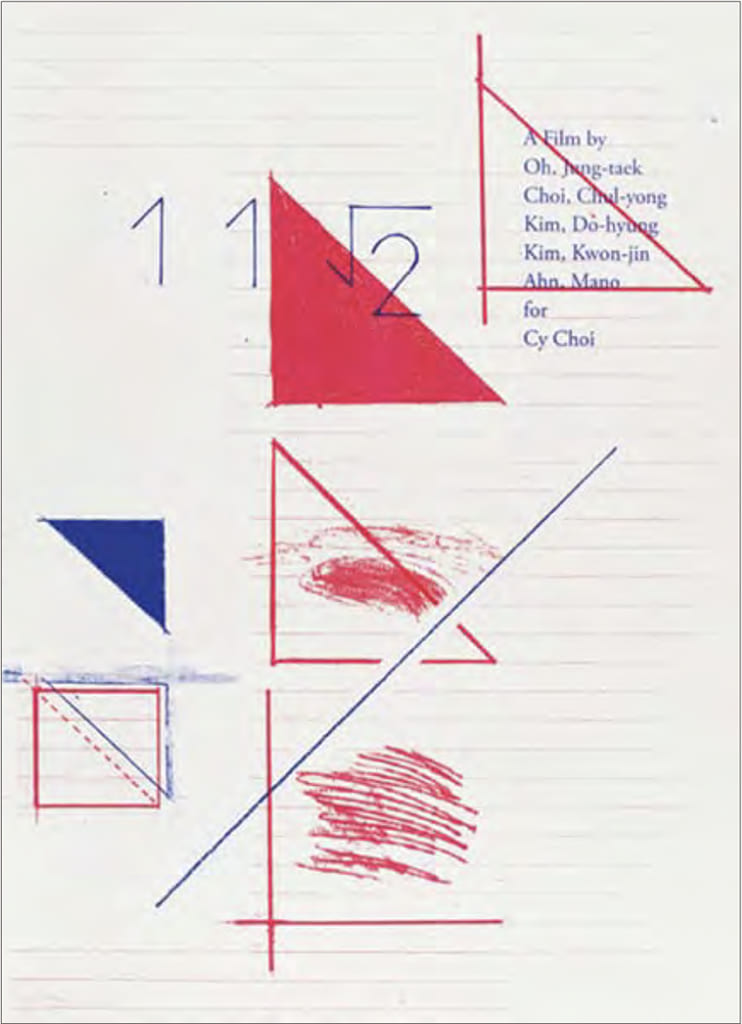 1 1 √2
A Film by
Oh, Jung-taek
Choi, Chul-yong
Kim, Do-hyung
Kim, Kwon-jin
Ahn, Mano
for
Cy Choi